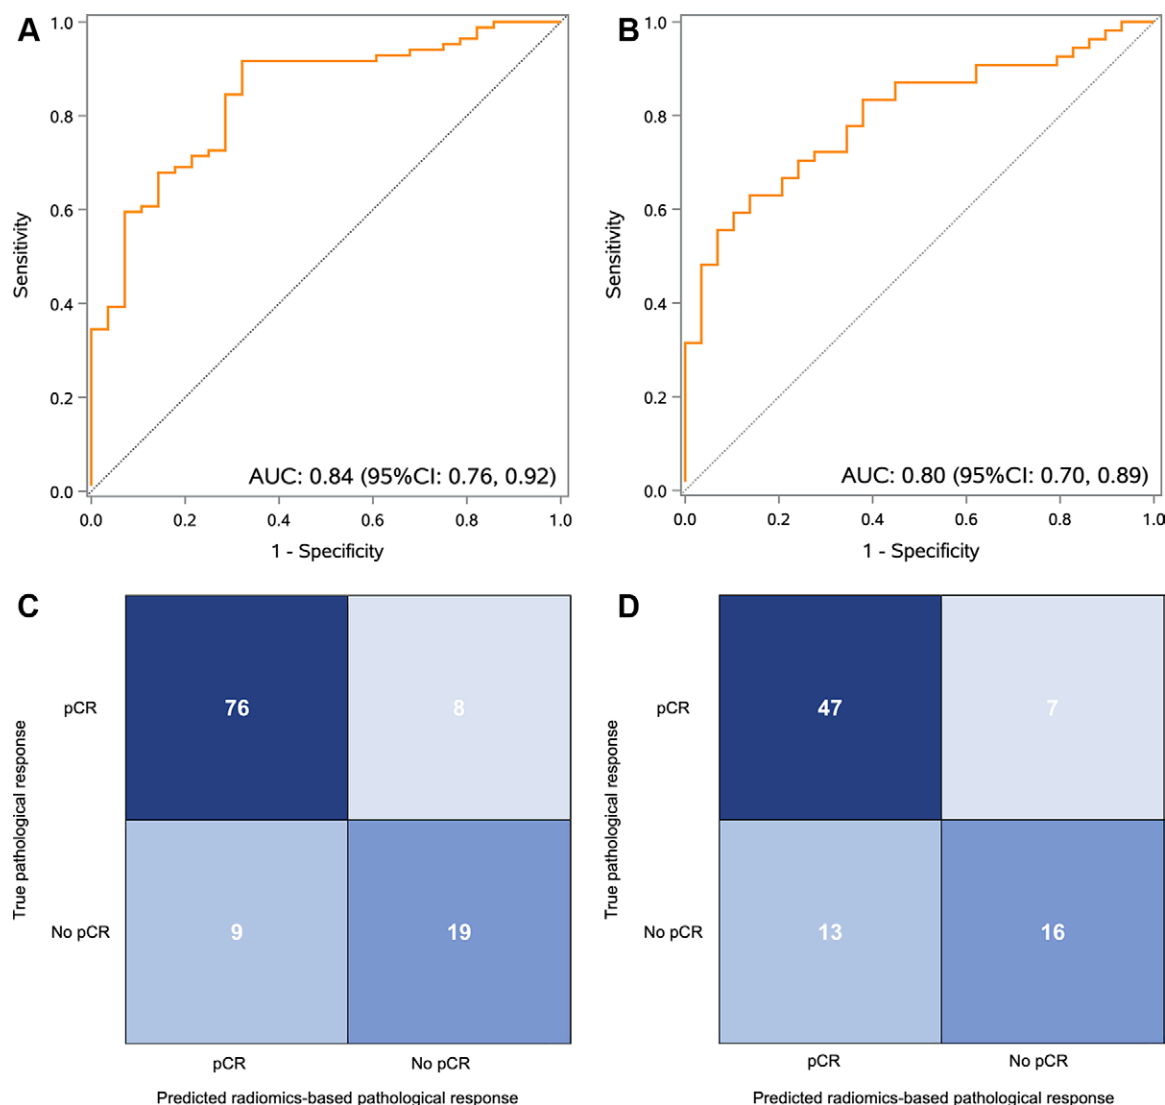 A
1.0
0.8
0.6
0.4
0.2
0.0
Sensitivity
AUC: 0.84 (95%CI: 0.76, 0.92)
0.0 0.2 0.4 0.6 0.8 1.0
1 - Specificity
B
1.0
0.8
0.6
0.4
0.2
0.0
Sensitivity
AUC: 0.80 (95%CI: 0.70, 0.89)
0.0 0.2 0.4 0.6 0.8 1.0
1 - Specificity
C
True pathological response
pCR 76 8
No pCR 9 19
pCR No pCR
Predicted radiomics-based pathological response
D
True pathological response
pCR 47 7
No pCR 13 16
pCR No pCR
Predicted radiomics-based pathological response